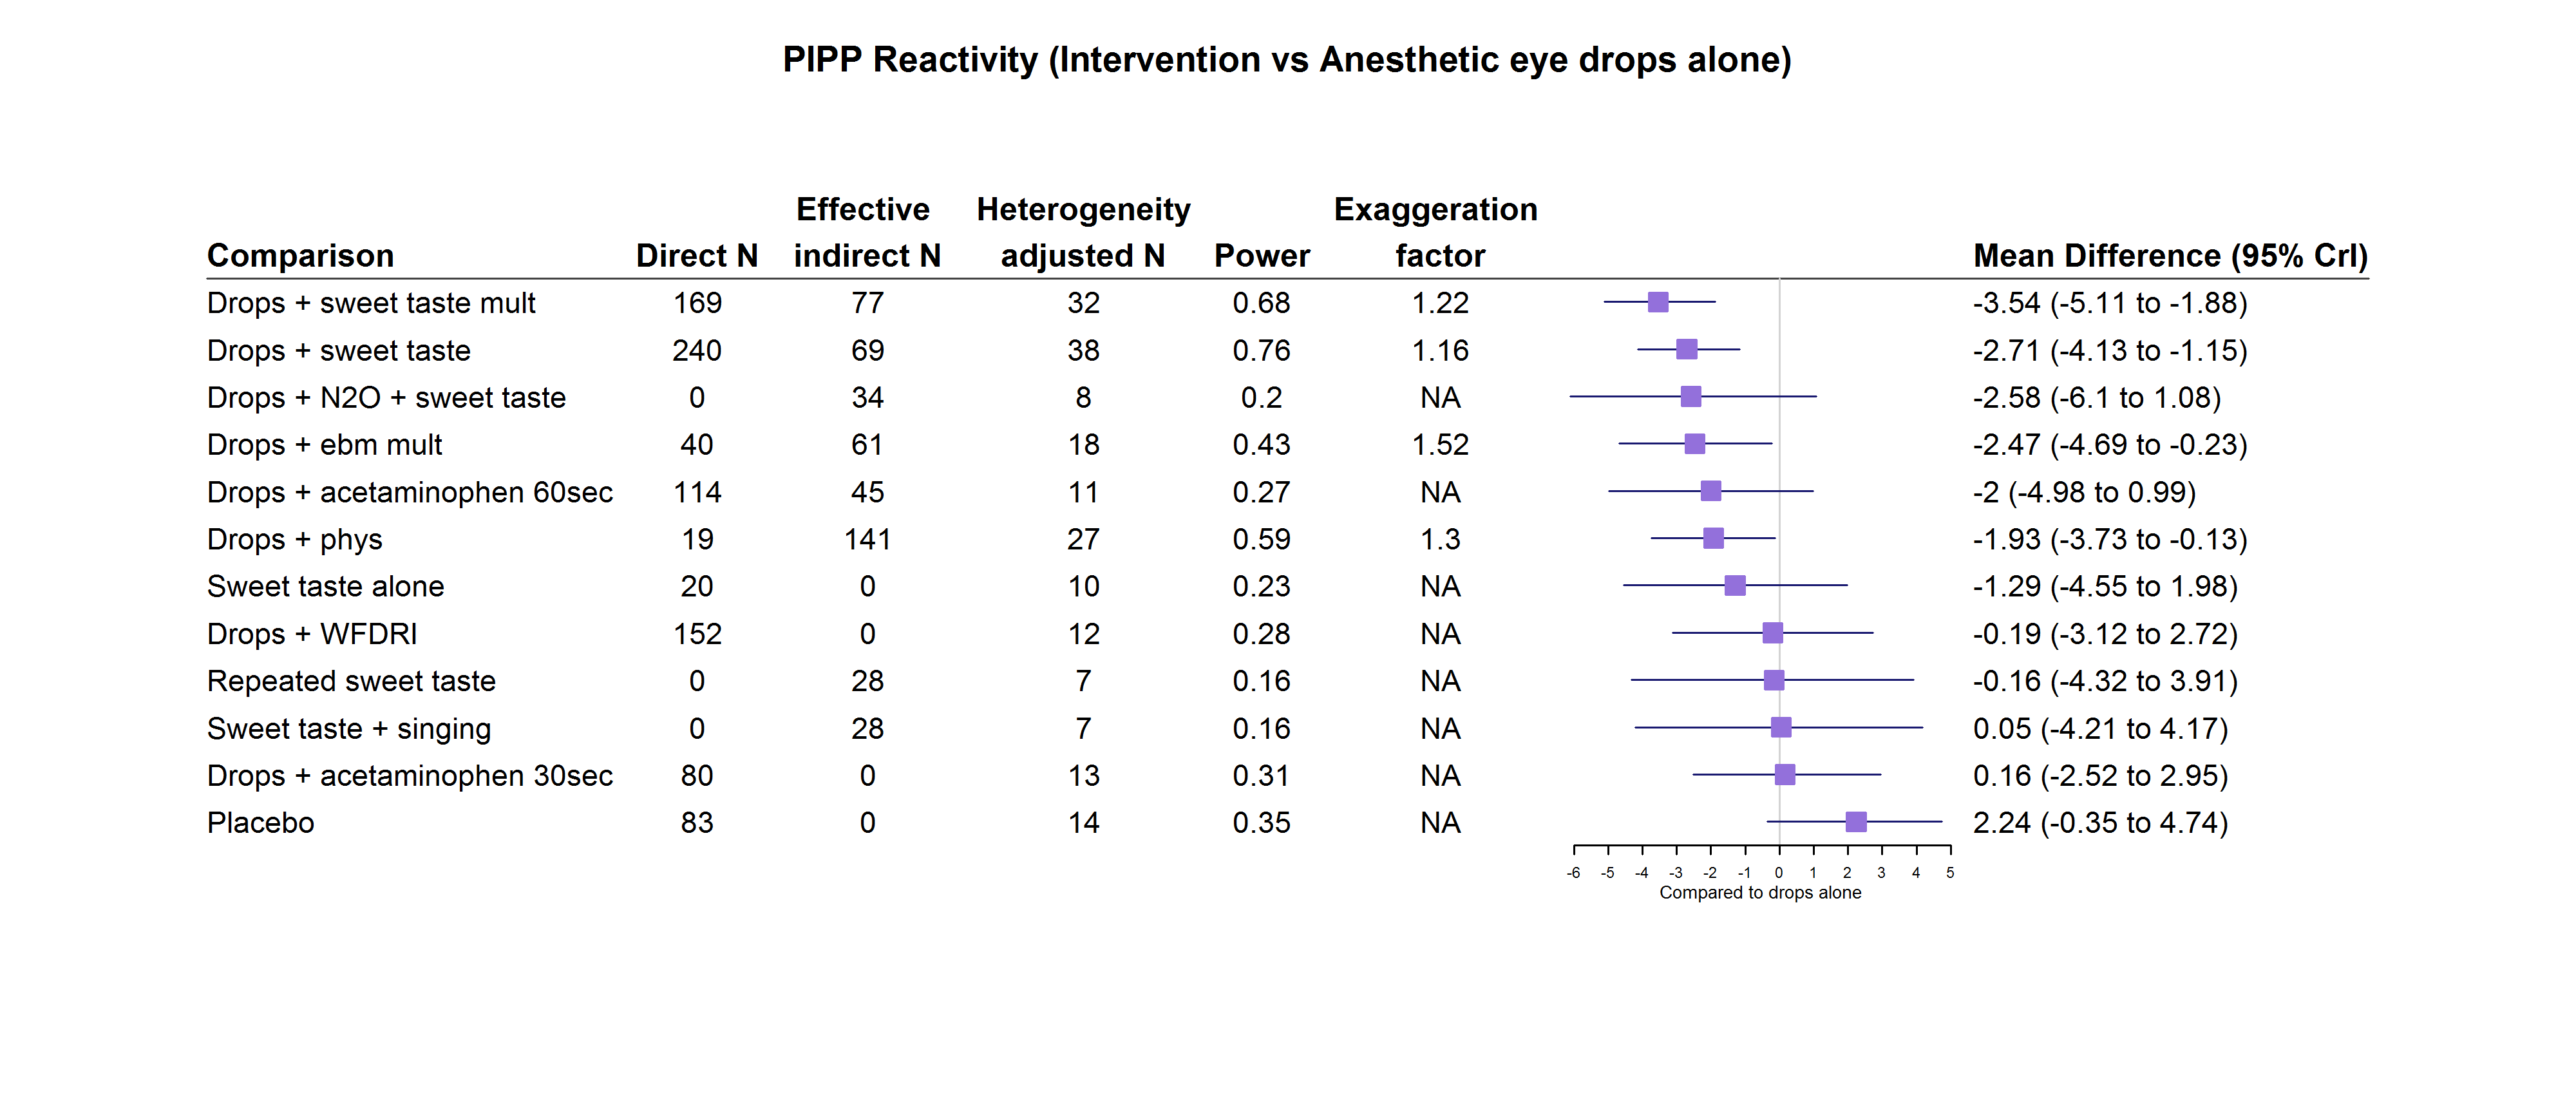 PIPP Reactivity (Intervention vs Anesthetic eye drops alone)
Effective Heterogeneity Exaggeration
Comparison Direct N indirect N adjusted N Power factor Mean Difference (95% CrI)
Drops + sweet taste mult 169 77 32 0.68 1.22 -3.54 (-5.11 to -1.88)
Drops + sweet taste 240 69 38 0.76 1.16 -2.71 (-4.13 to -1.15)
Drops + N2O + sweet taste 0 34 8 0.2 NA -2.58 (-6.1 to 1.08)
Drops + ebm mult 40 61 18 0.43 1.52 -2.47 (-4.69 to -0.23)
Drops + acetaminophen 60sec 114 45 11 0.27 NA -2 (-4.98 to 0.99)
Drops + phys 19 141 27 0.59 1.3 -1.93 (-3.73 to -0.13)
Sweet taste alone 20 0 10 0.23 NA -1.29 (-4.55 to 1.98)
Drops + WFDRI 152 0 12 0.28 NA -0.19 (-3.12 to 2.72)
Repeated sweet taste 0 28 7 0.16 NA -0.16 (-4.32 to 3.91)
Sweet taste + singing 0 28 7 0.16 NA 0.05 (-4.21 to 4.17)
Drops + acetaminophen 30sec 80 0 13 0.31 NA 0.16 (-2.52 to 2.95)
Placebo 83 0 14 0.35 NA 2.24 (-0.35 to 4.74)
-6 -5 -4 -3 -2 -1 0 1 2 3 4 5
Compared to drops alone